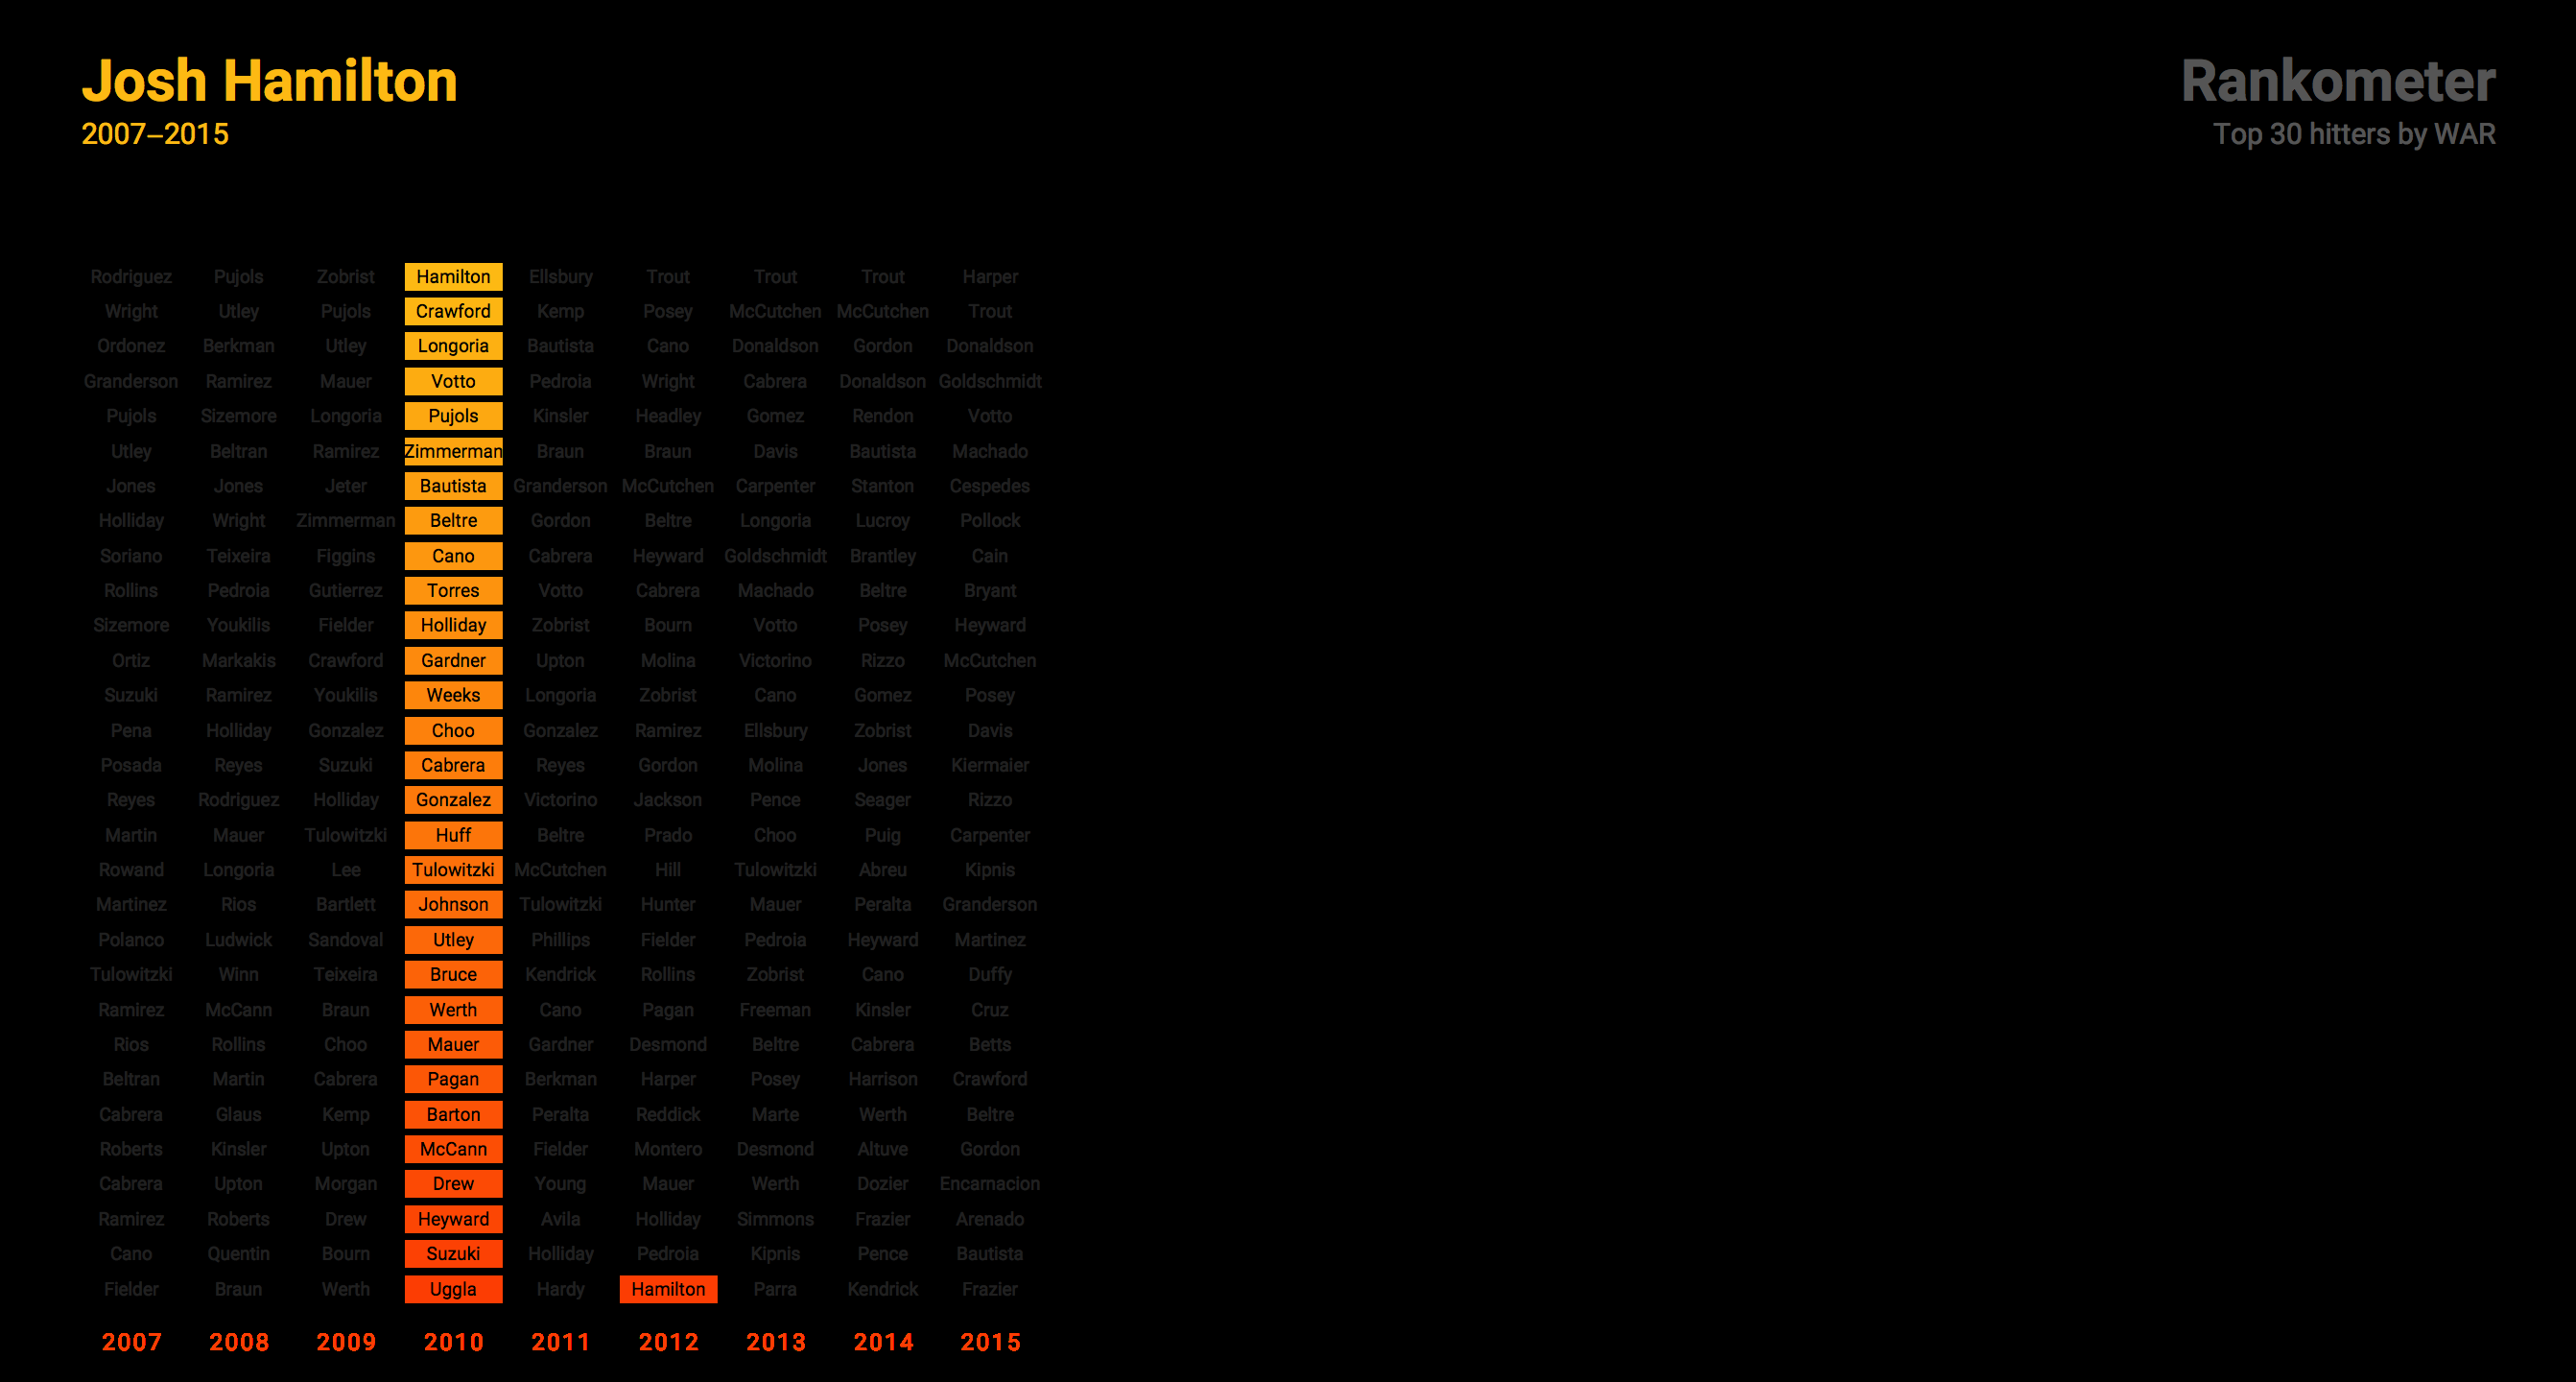 Josh Hamilton
2007–2015
Rankometer
Top 30 hitters by WAR
Rodriguez Pujols Zobrist Hamilton Ellsbury Trout Trout Trout Harper
Wright Utley Pujols Crawford Kemp Posey McCutchen McCutchen Trout
Ordonez Berkman Utley Longoria Bautista Cano Donaldson Gordon Donaldson
Granderson Ramirez Mauer Votto Pedroia Wright Cabrera Donaldson Goldschmidt
Pujols Sizemore Longoria Pujols Kinsler Headley Gomez Rendon Votto
Utley Beltran Ramirez Zimmerman Braun Braun Davis Bautista Machado
Jones Jones Jeter Bautista Granderson McCutchen Carpenter Stanton Cespedes
Holliday Wright Zimmerman Beltre Gordon Beltre Longoria Lucroy Pollock
Soriano Teixeira Figgins Cano Cabrera Heyward Goldschmidt Brantley Cain
Rollins Pedroia Gutierrez Torres Votto Cabrera Machado Beltre Bryant
Sizemore Youkilis Fielder Holliday Zobrist Bourn Votto Posey Heyward
Ortiz Markakis Crawford Gardner Upton Molina Victorino Rizzo McCutchen
Suzuki Ramirez Youkilis Weeks Longoria Zobrist Cano Gomez Posey
Pena Holliday Gonzalez Choo Gonzalez Ramirez Ellsbury Zobrist Davis
Posada Reyes Suzuki Cabrera Reyes Gordon Molina Jones Kiermaier
Reyes Rodriguez Holliday Gonzalez Victorino Jackson Pence Seager Rizzo
Martin Mauer Tulowitzki Huff Beltre Prado Choo Puig Carpenter
Rowand Longoria Lee Tulowitzki McCutchen Hill Tulowitzki Abreu Kipnis
Martinez Rios Bartlett Johnson Tulowitzki Hunter Mauer Peralta Granderson
Polanco Ludwick Sandoval Utley Phillips Fielder Pedroia Heyward Martinez
Tulowitzki Winn Teixeira Bruce Kendrick Rollins Zobrist Cano Duffy
Ramirez McCann Braun Werth Cano Pagan Freeman Kinsler Cruz
Rios Rollins Choo Mauer Gardner Desmond Beltre Cabrera Betts
Beltran Martin Cabrera Pagan Berkman Harper Posey Harrison Crawford
Cabrera Glaus Kemp Barton Peralta Reddick Marte Werth Beltre
Roberts Kinsler Upton McCann Fielder Montero Desmond Altuve Gordon
Cabrera Upton Morgan Drew Young Mauer Werth Dozier Encarnacion
Ramirez Roberts Drew Heyward Avila Holliday Simmons Frazier Arenado
Cano Quentin Bourn Suzuki Holliday Pedroia Kipnis Pence Bautista
Fielder Braun Werth Uggla Hardy Hamilton Parra Kendrick Frazier
2007 2008 2009 2010 2011 2012 2013 2014 2015